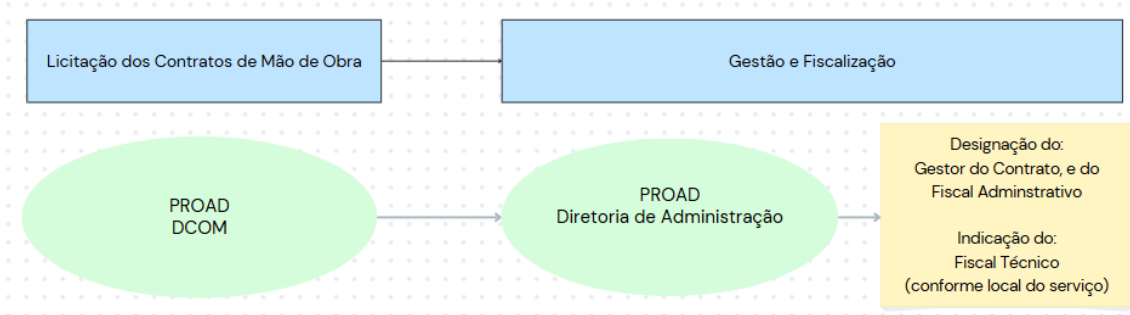 Licitação dos Contratos de Mão de Obra
Gestão e Fiscalização
PROAD
DCOM
PROAD
Diretoria de Administração
Designação do:
Gestor do Contrato, e do
Fiscal Adminstrativo
Indicação do:
Fiscal Técnico
(conforme local do serviço)